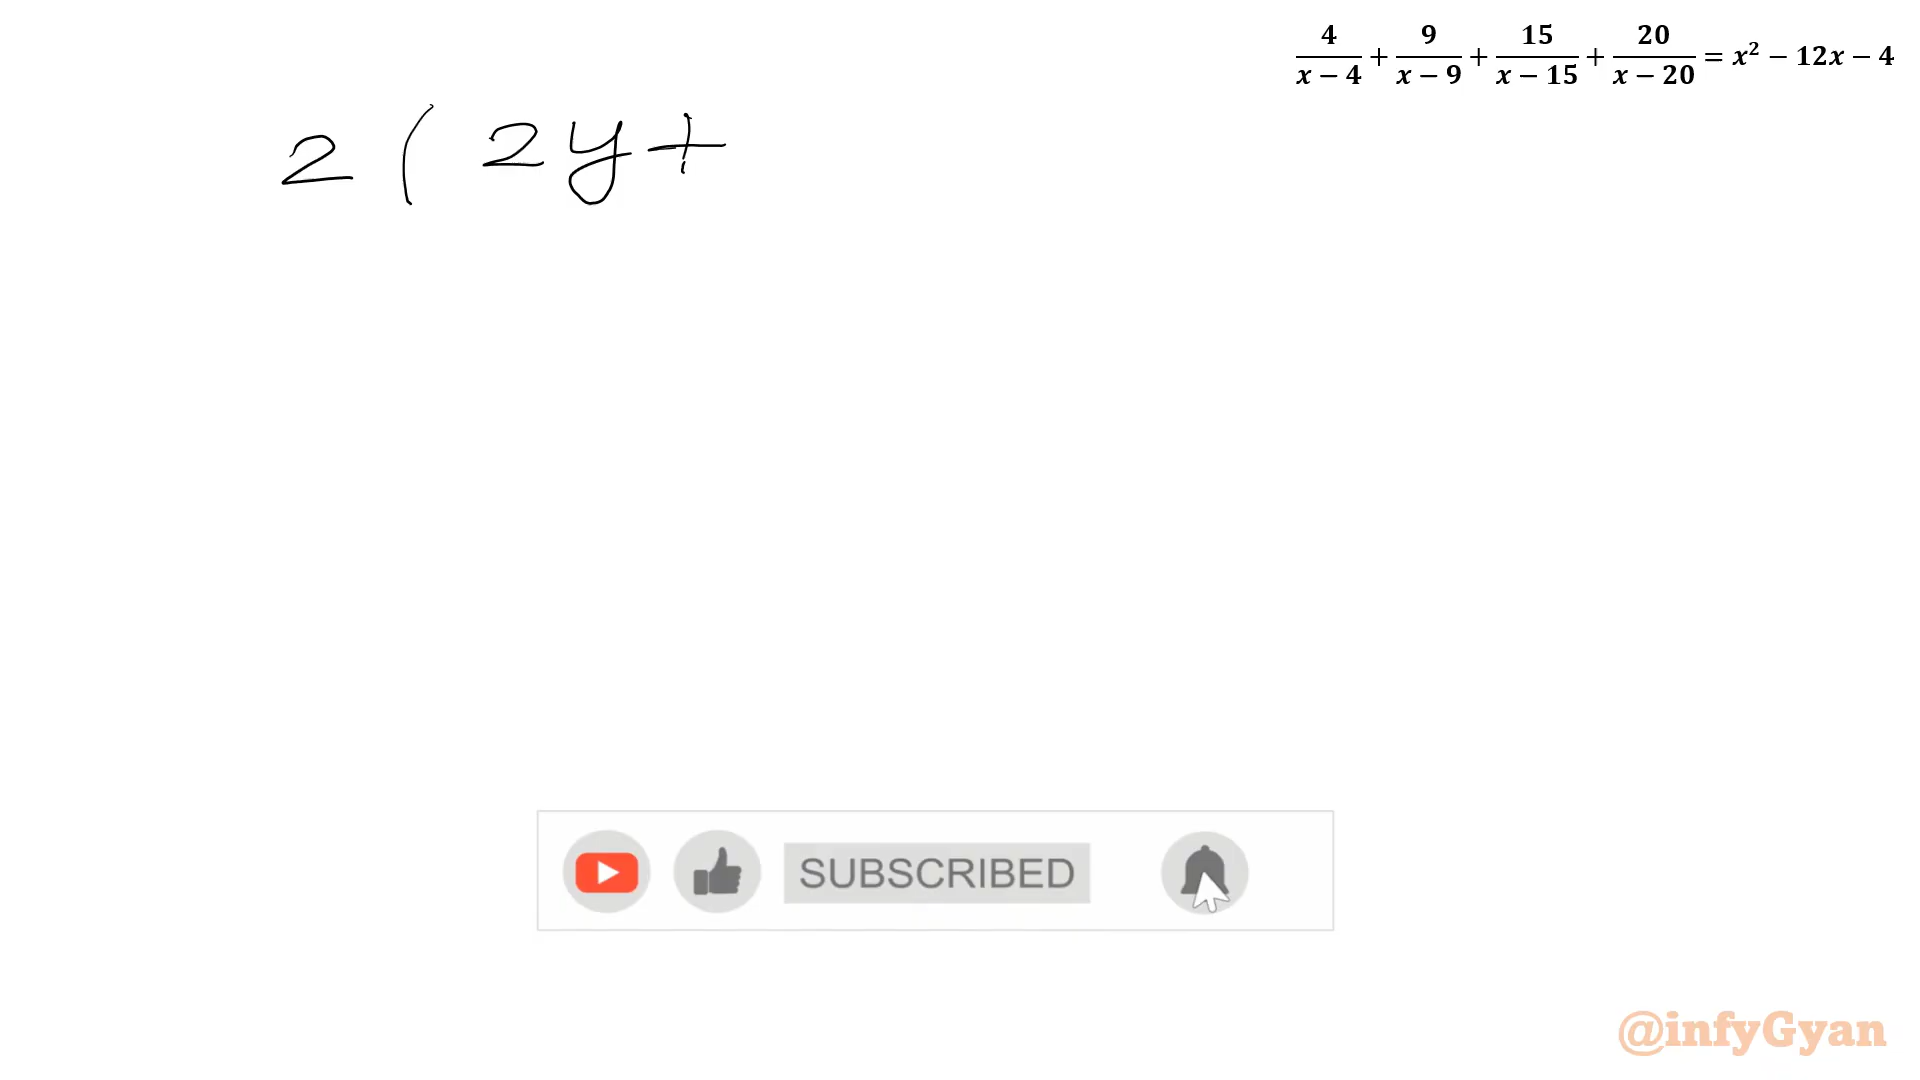 4/(x − 4) + 9/(x − 9) + 15/(x − 15) + 20/(x − 20) = x² − 12x − 4
2 ( 2y +
SUBSCRIBED
@infyGyan